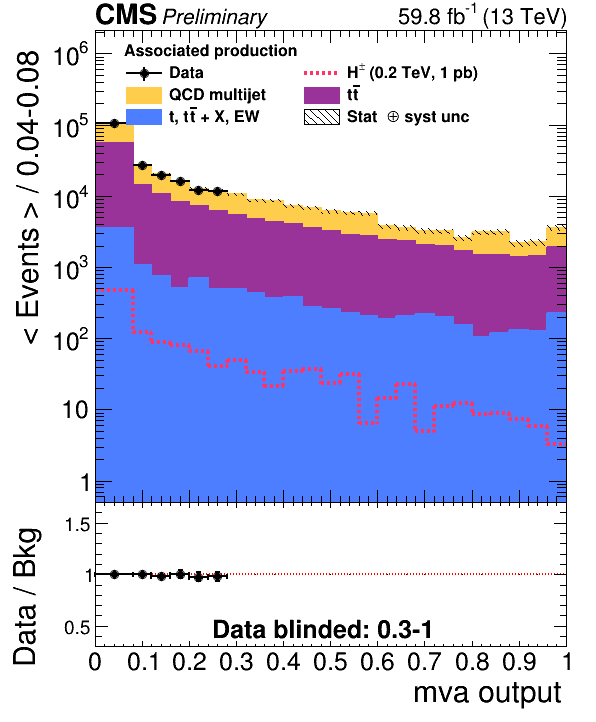 CMS Preliminary 59.8 fb⁻¹ (13 TeV)
Associated production
Data
H± (0.2 TeV, 1 pb)
QCD multijet
tt̄
t, tt̄ + X, EW
Stat ⊕ syst unc
< Events > / 0.04-0.08
10⁶
10⁵
10⁴
10³
10²
10
1
Data / Bkg
1.5
1
0.5
Data blinded: 0.3-1
0 0.1 0.2 0.3 0.4 0.5 0.6 0.7 0.8 0.9 1
mva output